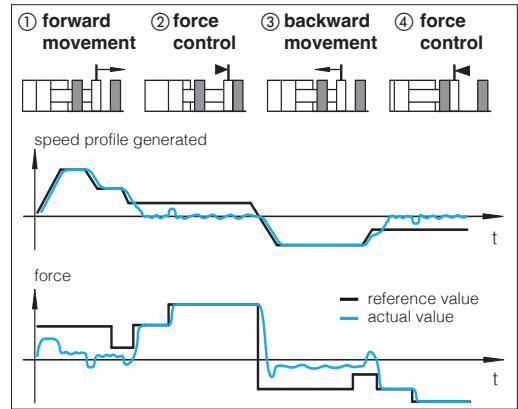 ① forward movement
② force control
③ backward movement
④ force control
speed profile generated
t
force
reference value
actual value
t